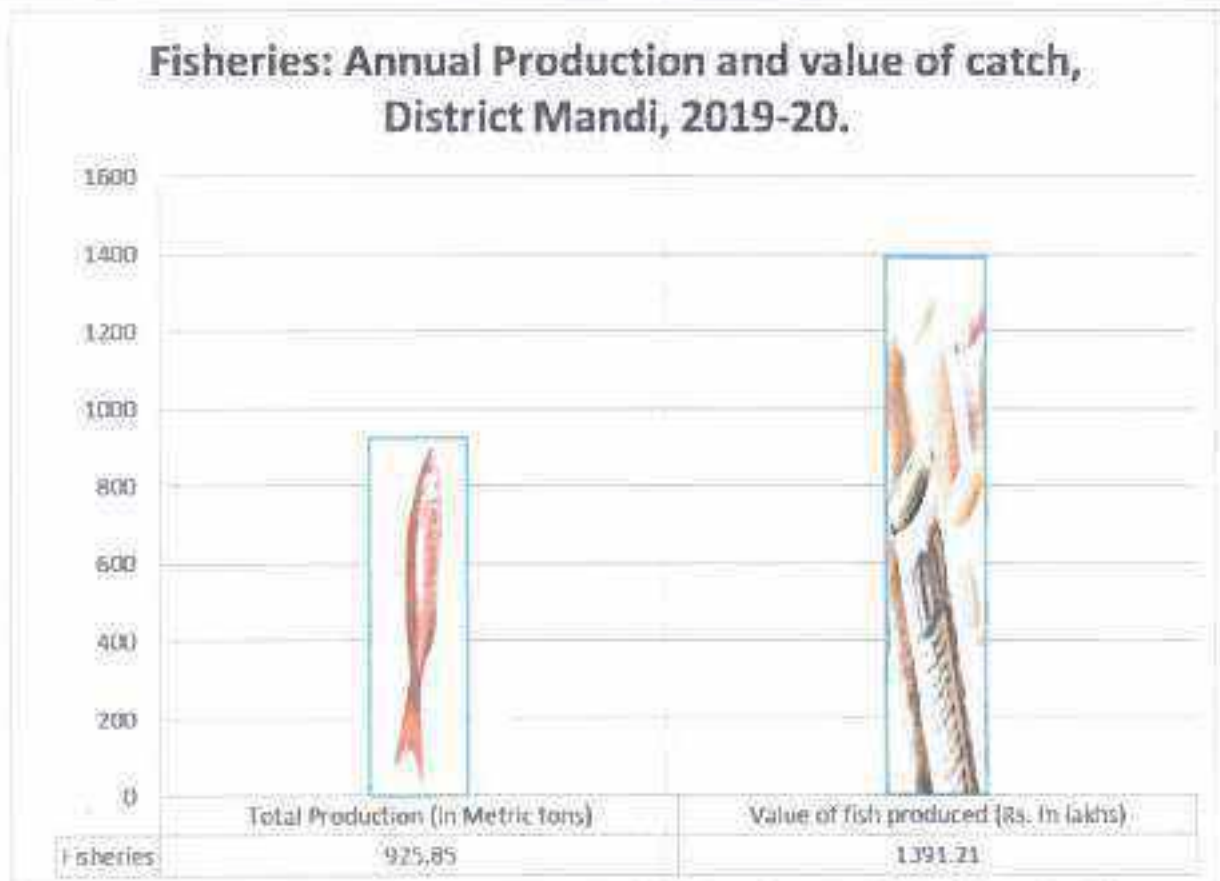 Fisheries: Annual Production and value of catch,
District Mandi, 2019-20.
1600
1400
1200
1000
800
600
400
200
0
Total Production (in Metric tons) Value of fish produced (Rs. In lakhs)
Fisheries 925.85 1391.21